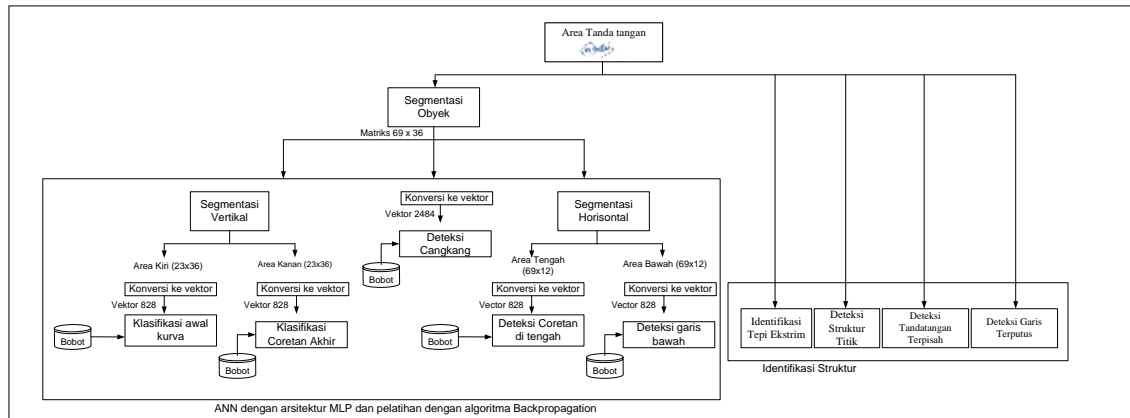 Area Tanda tangan
Segmentasi
Obyek
Matriks 69 x 36
Segmentasi
Vertikal
Konversi ke vektor
Vektor 2484
Deteksi
Cangkang
Bobot
Segmentasi
Horisontal
Area Kiri (23x36)
Area Kanan (23x36)
Area Tengah
(69x12)
Area Bawah (69x12)
Konversi ke vektor
Konversi ke vektor
Konversi ke vektor
Konversi ke vektor
Vektor 828
Vektor 828
Vector 828
Vector 828
Klasifikasi awal
kurva
Klasifikasi
Coretan Akhir
Deteksi Coretan
di tengah
Deteksi garis
bawah
Bobot
Bobot
Bobot
Bobot
Identifikasi
Tepi Ekstrim
Deteksi
Struktur
Titik
Deteksi
Tandatangan
Terpisah
Deteksi Garis
Terputus
Identifikasi Struktur
ANN dengan arsitektur MLP dan pelatihan dengan algoritma Backpropagation